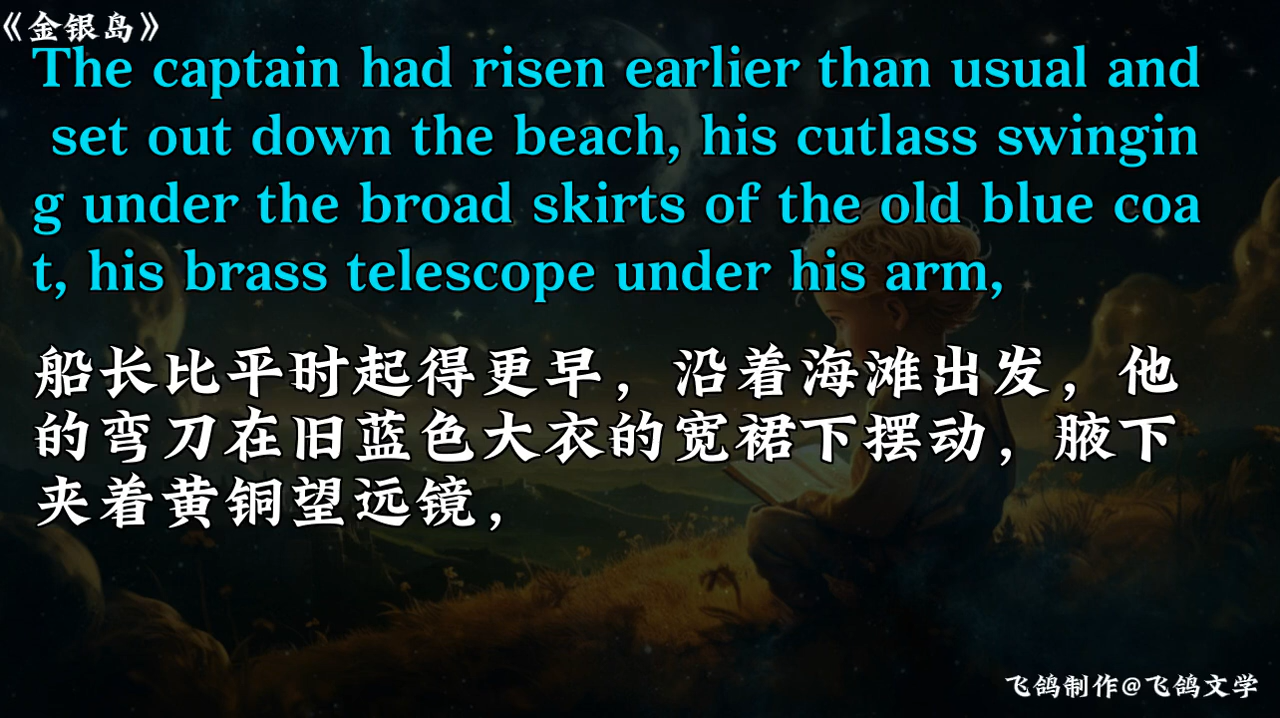 《金银岛》
The captain had risen earlier than usual and
set out down the beach, his cutlass swingin
g under the broad skirts of the old blue coa
t, his brass telescope under his arm,
船长比平时起得更早，沿着海滩出发，他
的弯刀在旧蓝色大衣的宽裙下摆动，腋下
夹着黄铜望远镜，
飞鸽制作@飞鸽文学